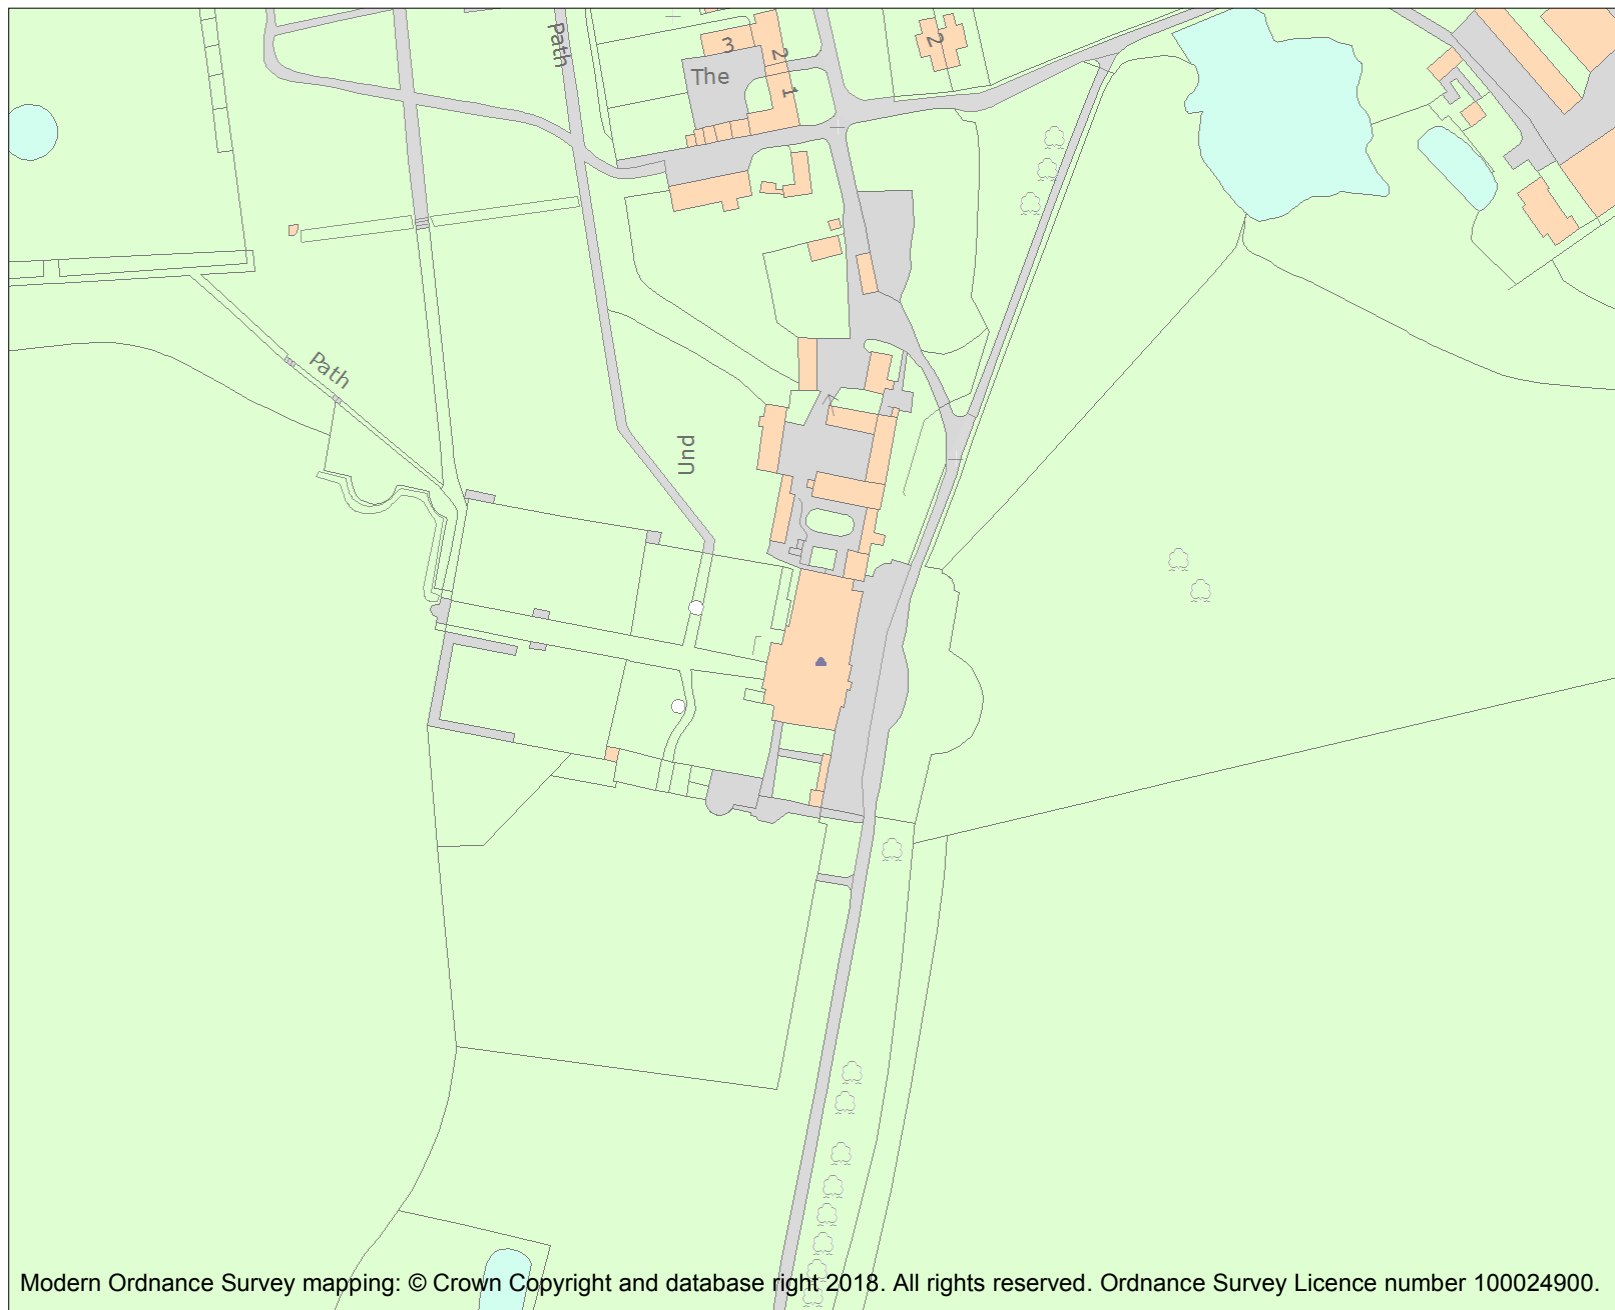 Path
3
2
1
The
2
Path
Und
Modern Ordnance Survey mapping: © Crown Copyright and database right 2018. All rights reserved. Ordnance Survey Licence number 100024900.